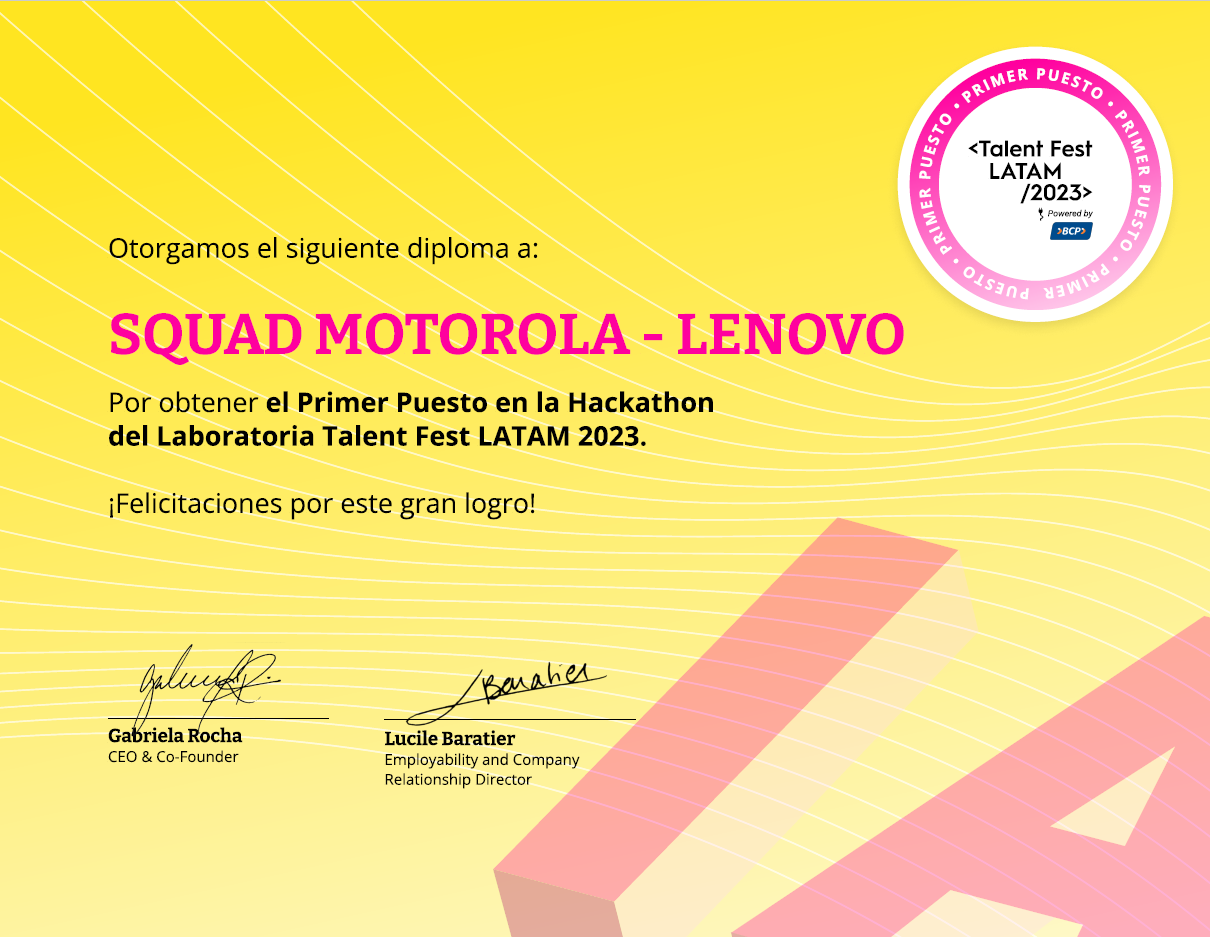 PRIMER PUESTO • PRIMER PUESTO • PRIMER PUESTO • PRIMER PUESTO •
<Talent Fest
LATAM
/2023>
Powered by
>BCP>
Otorgamos el siguiente diploma a:
SQUAD MOTOROLA - LENOVO
Por obtener el Primer Puesto en la Hackathon
del Laboratoria Talent Fest LATAM 2023.
¡Felicitaciones por este gran logro!
Baratier
Gabriela Rocha
CEO & Co-Founder
Lucile Baratier
Employability and Company
Relationship Director